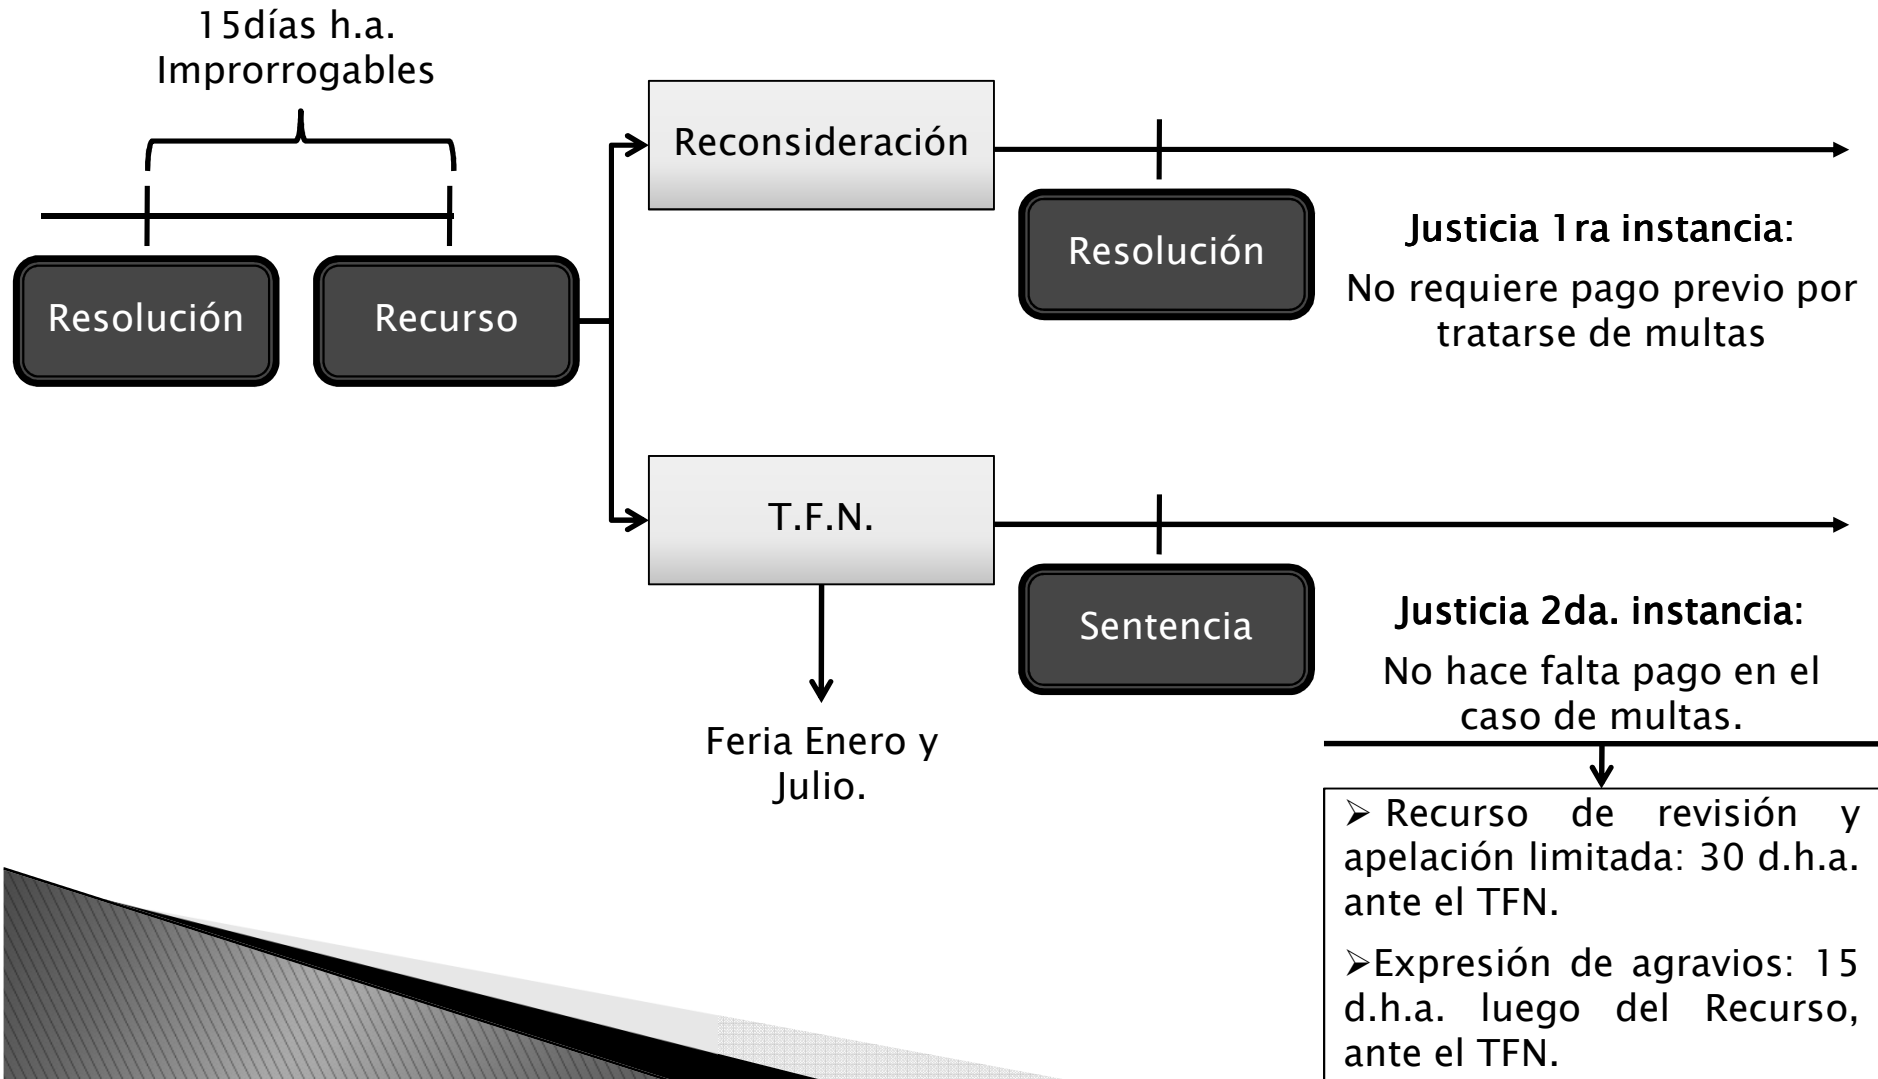 15días h.a.
Improrrogables
Resolución
Recurso
Reconsideración
Resolución
Justicia 1ra instancia:
No requiere pago previo por
tratarse de multas
T.F.N.
Feria Enero y
Julio.
Sentencia
Justicia 2da. instancia:
No hace falta pago en el
caso de multas.
➢ Recurso de revisión y
apelación limitada: 30 d.h.a.
ante el TFN.
➢Expresión de agravios: 15
d.h.a. luego del Recurso,
ante el TFN.